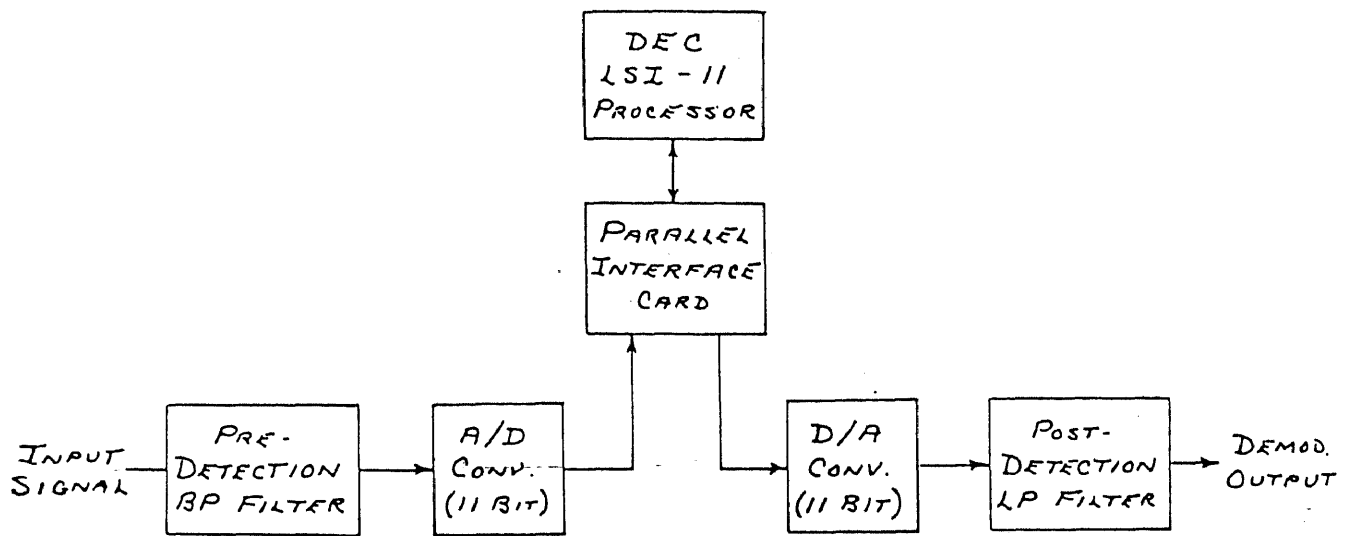 DEC
LSI-11
PROCESSOR
PARALLEL
INTERFACE
CARD
INPUT
SIGNAL
PRE-
DETECTION
BP FILTER
A/D
CONV.
(11 BIT)
D/A
CONV.
(11 BIT)
POST-
DETECTION
LP FILTER
DEMOD.
OUTPUT